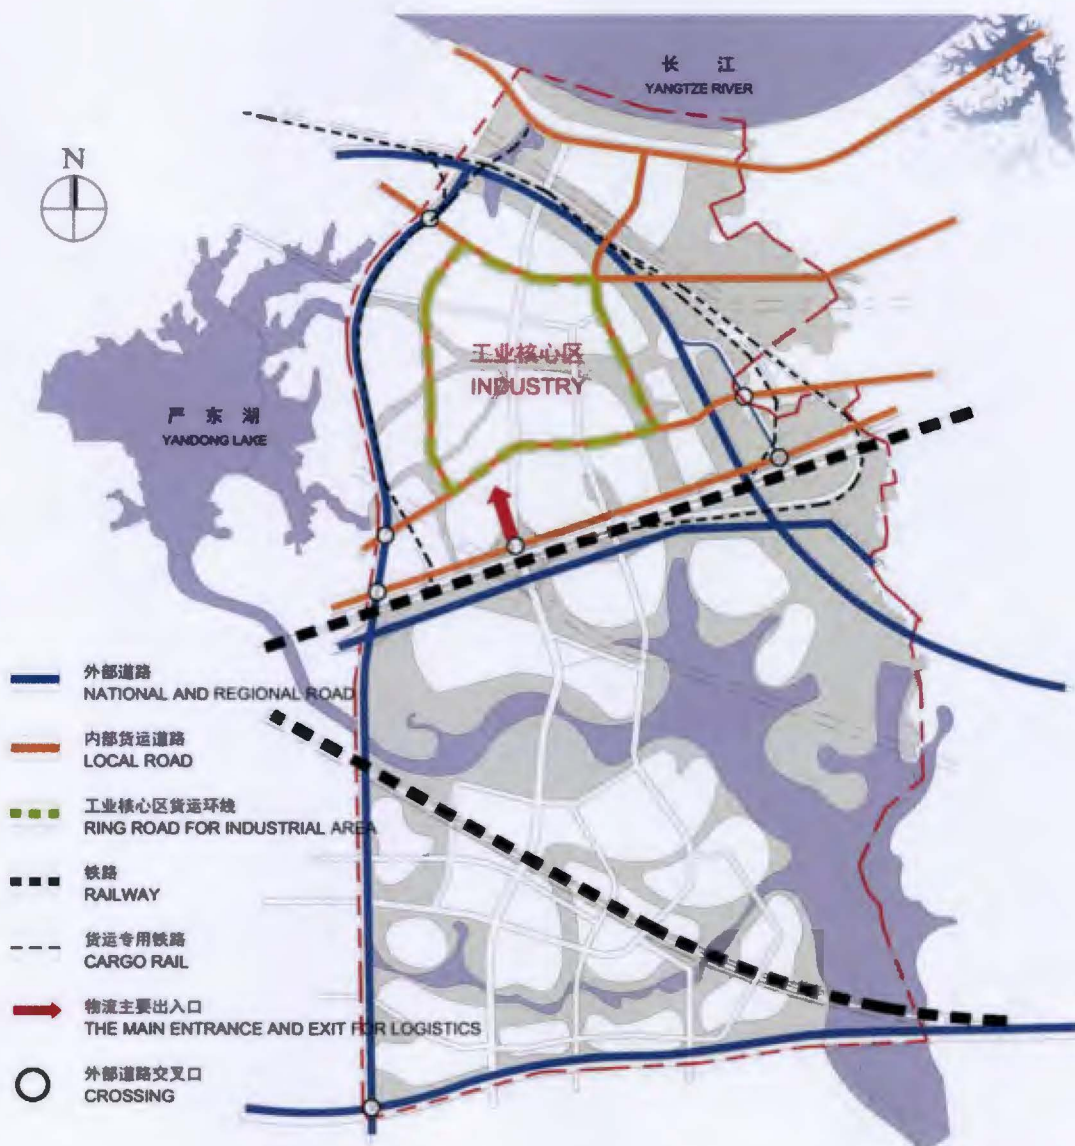 长 江
YANGTZE RIVER
N
工业核心区
INDUSTRY
严 东 湖
YANDONG LAKE
外部道路
NATIONAL AND REGIONAL ROAD
内部货运道路
LOCAL ROAD
工业核心区货运环线
RING ROAD FOR INDUSTRIAL AREA
铁路
RAILWAY
货运专用铁路
CARGO RAIL
物流主要出入口
THE MAIN ENTRANCE AND EXIT FOR LOGISTICS
外部道路交叉口
CROSSING